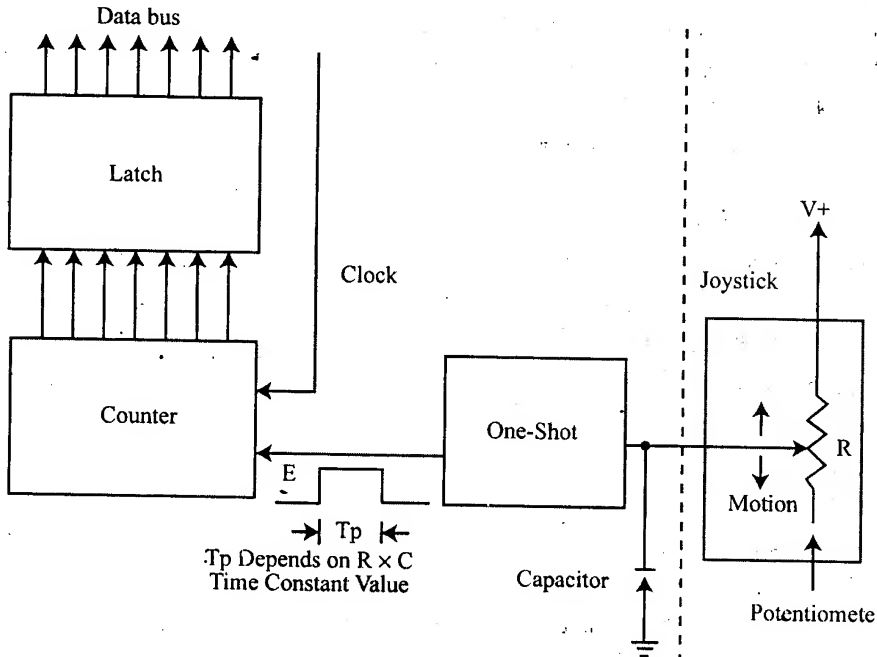 Data bus
Latch
Clock
Joystick
V+
Counter
One-Shot
R
Motion
E
Tp
Tp Depends on R × C
Time Constant Value
Capacitor
Potentiomete